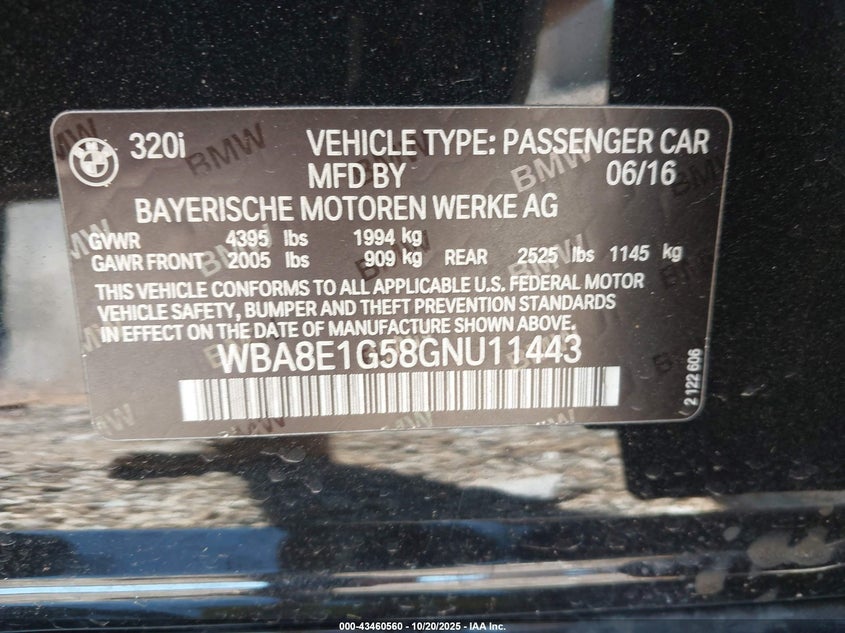 320i VEHICLE TYPE: PASSENGER CAR
MFD BY 06/16
BAYERISCHE MOTOREN WERKE AG
GVWR 4395 lbs 1994 kg
GAWR FRONT 2005 lbs 909 kg REAR 2525 lbs 1145 kg
THIS VEHICLE CONFORMS TO ALL APPLICABLE U.S. FEDERAL MOTOR
VEHICLE SAFETY, BUMPER AND THEFT PREVENTION STANDARDS
IN EFFECT ON THE DATE OF MANUFACTURE SHOWN ABOVE.
WBA8E1G58GNU11443
2 122 606
000-43460560 - 10/20/2025 - IAA Inc.